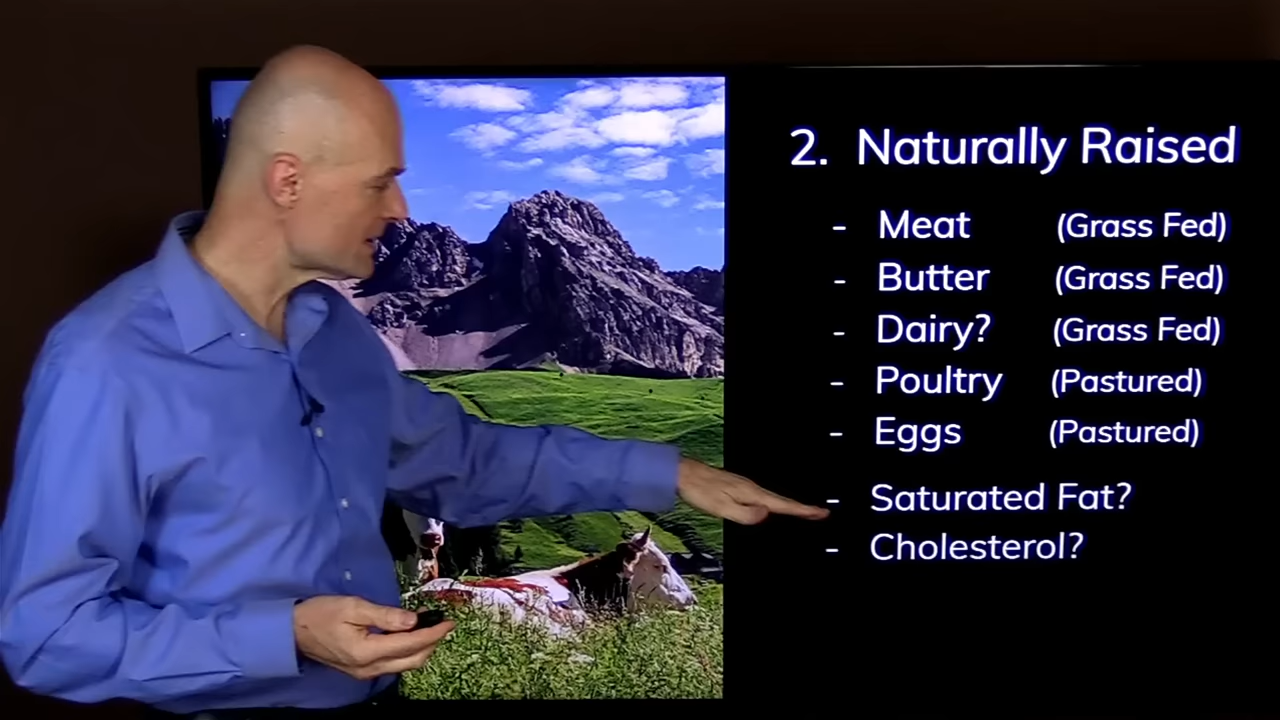 2. Naturally Raised
- Meat (Grass Fed)
- Butter (Grass Fed)
- Dairy? (Grass Fed)
- Poultry (Pastured)
- Eggs (Pastured)
- Saturated Fat?
- Cholesterol?